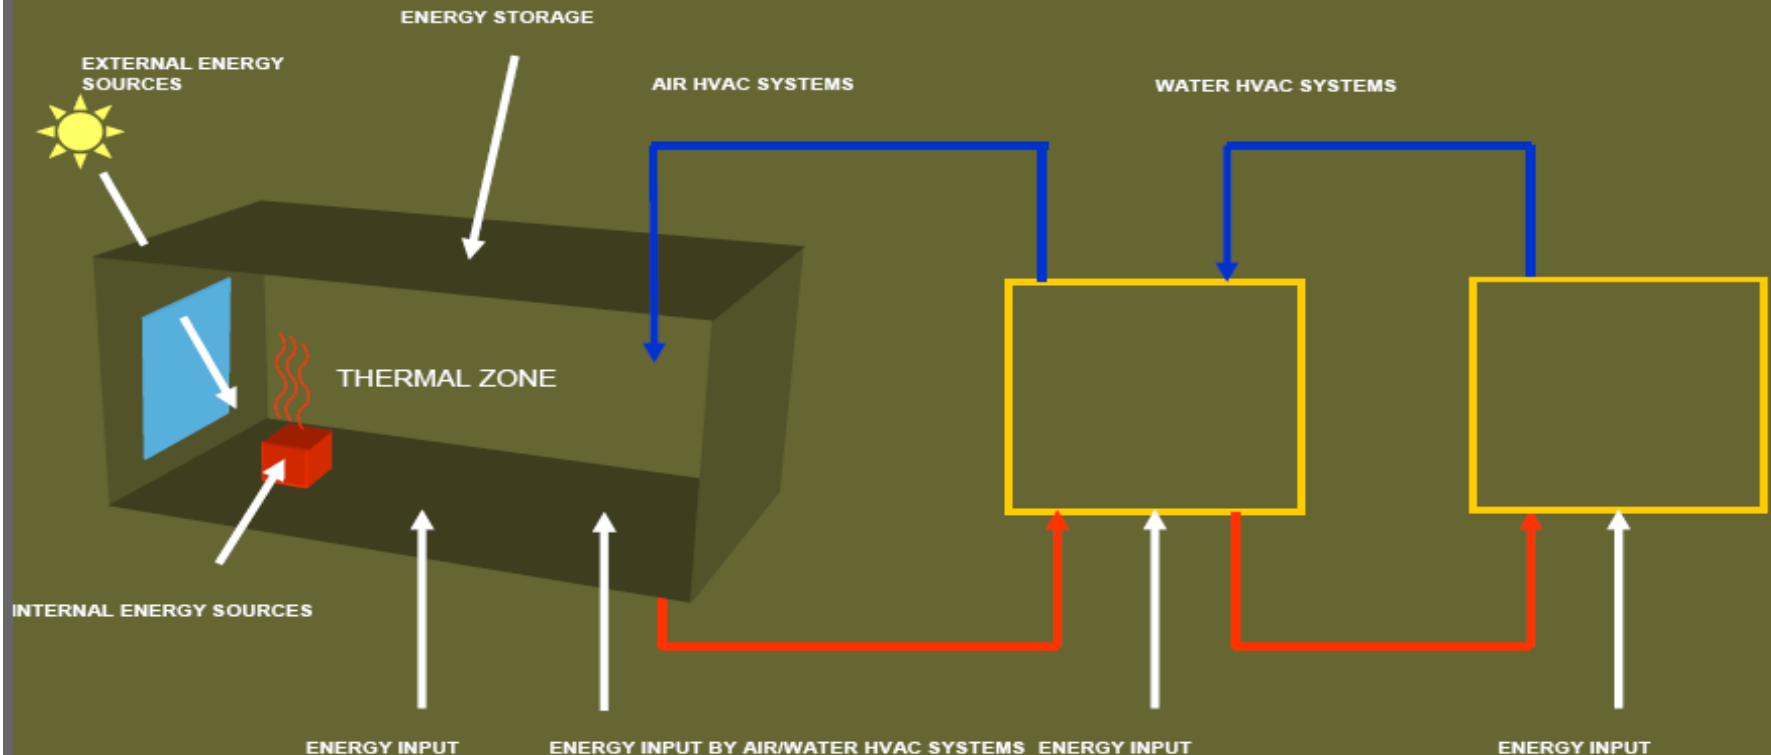 ENERGY STORAGE
EXTERNAL ENERGY
SOURCES
AIR HVAC SYSTEMS
WATER HVAC SYSTEMS
THERMAL ZONE
INTERNAL ENERGY SOURCES
ENERGY INPUT
ENERGY INPUT BY AIR/WATER HVAC SYSTEMS
ENERGY INPUT
ENERGY INPUT